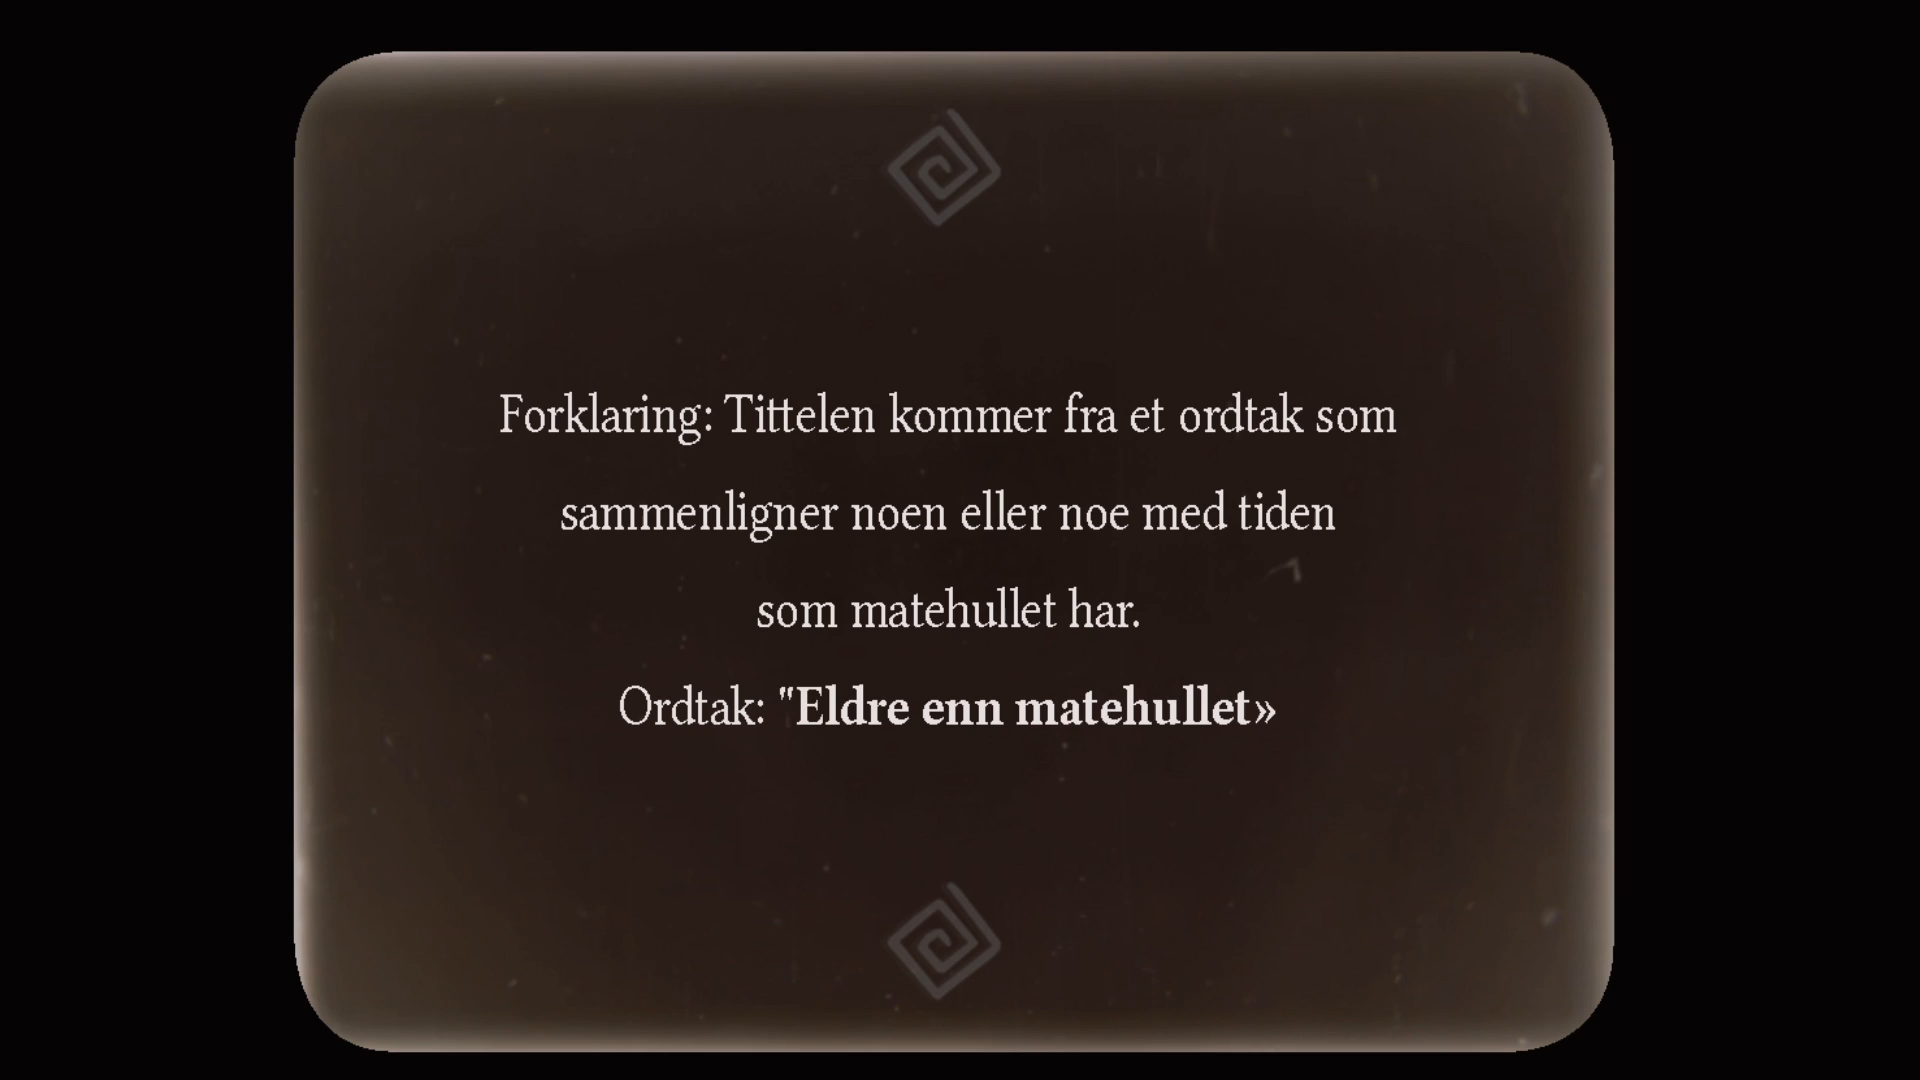 Forklaring: Tittelen kommer fra et ordtak som
sammenligner noen eller noe med tiden
som matehullet har.
Ordtak: "Eldre enn matehullet»